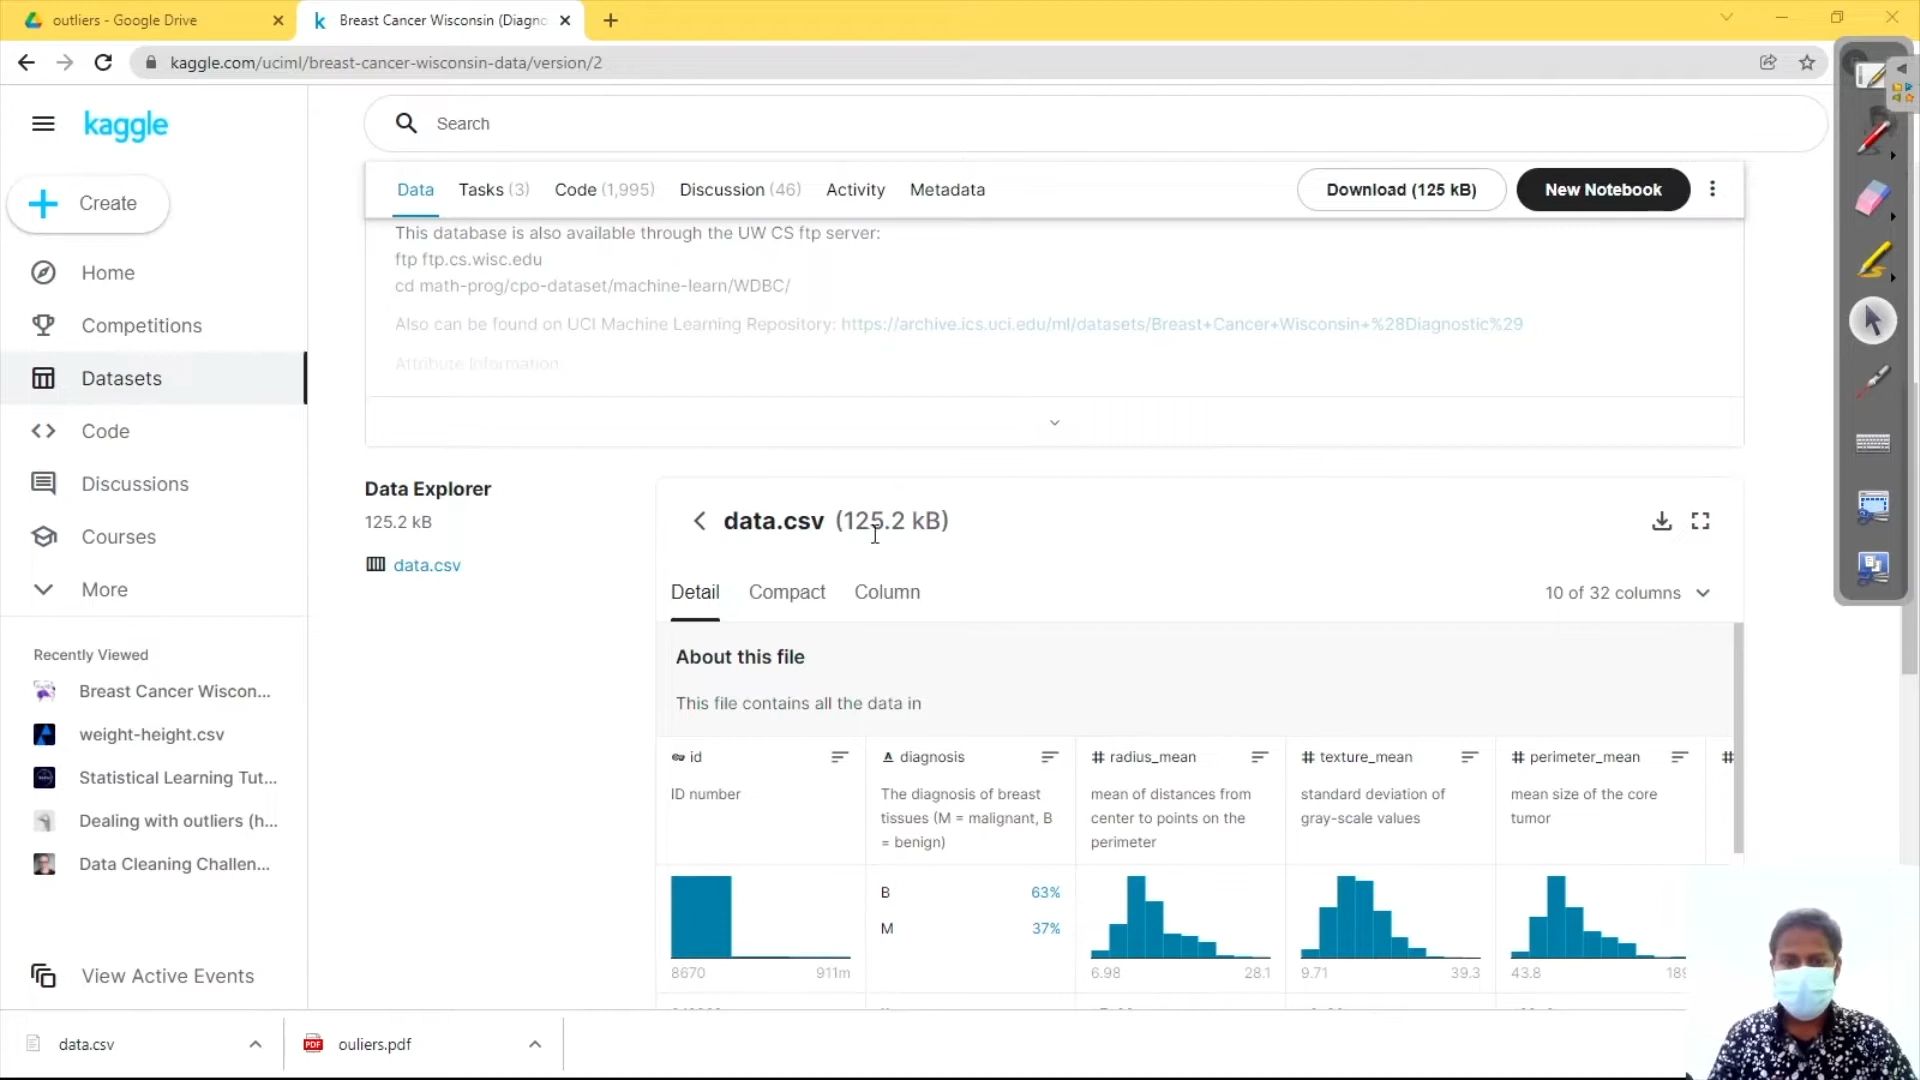 outliers - Google Drive
Breast Cancer Wisconsin (Diagno
kaggle.com/uciml/breast-cancer-wisconsin-data/version/2
kaggle
Search
Create
Home
Competitions
Datasets
Code
Discussions
Courses
More
Recently Viewed
Breast Cancer Wiscon...
weight-height.csv
Statistical Learning Tut...
Dealing with outliers (h...
Data Cleaning Challen...
View Active Events
Data Tasks (3) Code (1,995) Discussion (46) Activity Metadata
Download (125 kB)
New Notebook
This database is also available through the UW CS ftp server:
ftp ftp.cs.wisc.edu
cd math-prog/cpo-dataset/machine-learn/WDBC/
Also can be found on UCI Machine Learning Repository: https://archive.ics.uci.edu/ml/datasets/Breast+Cancer+Wisconsin+%28Diagnostic%29
Attribute Information:
Data Explorer
125.2 kB
data.csv
data.csv (125.2 kB)
Detail Compact Column
10 of 32 columns
About this file
This file contains all the data in
id
ID number
8670 911m
diagnosis
The diagnosis of breast
tissues (M = malignant, B
= benign)
B 63%
M 37%
# radius_mean
mean of distances from
center to points on the
perimeter
6.98 28.1
# texture_mean
standard deviation of
gray-scale values
9.71 39.3
# perimeter_mean
mean size of the core
tumor
43.8
#
data.csv
PDF
ouliers.pdf